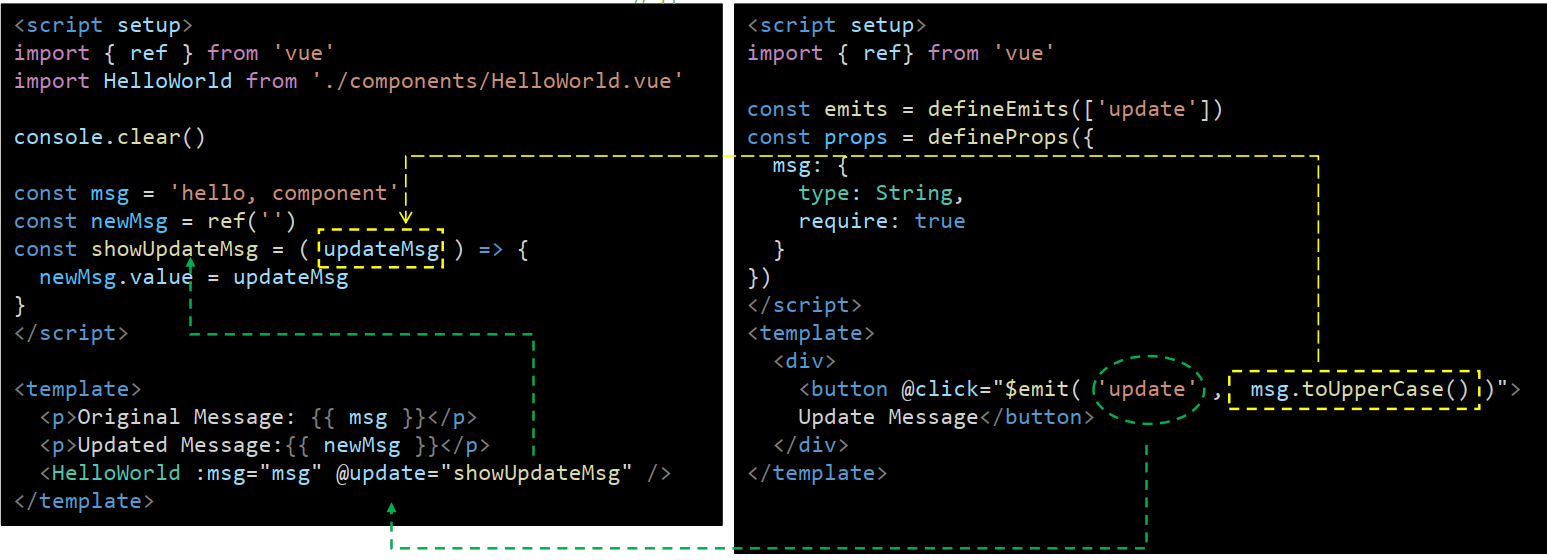 <script setup>
import { ref } from 'vue'
import HelloWorld from './components/HelloWorld.vue'
console.clear()
const msg = 'hello, component'
const newMsg = ref('')
const showUpdateMsg = ( updateMsg ) => {
newMsg.value = updateMsg
}
</script>
<template>
<p>Original Message: {{ msg }}</p>
<p>Updated Message:{{ newMsg }}</p>
<HelloWorld :msg="msg" @update="showUpdateMsg" />
</template>
<script setup>
import { ref} from 'vue'
const emits = defineEmits(['update'])
const props = defineProps({
msg: {
type: String,
require: true
}
})
</script>
<template>
<div>
<button @click="$emit( 'update', msg.toUpperCase() )">
Update Message</button>
</div>
</template>